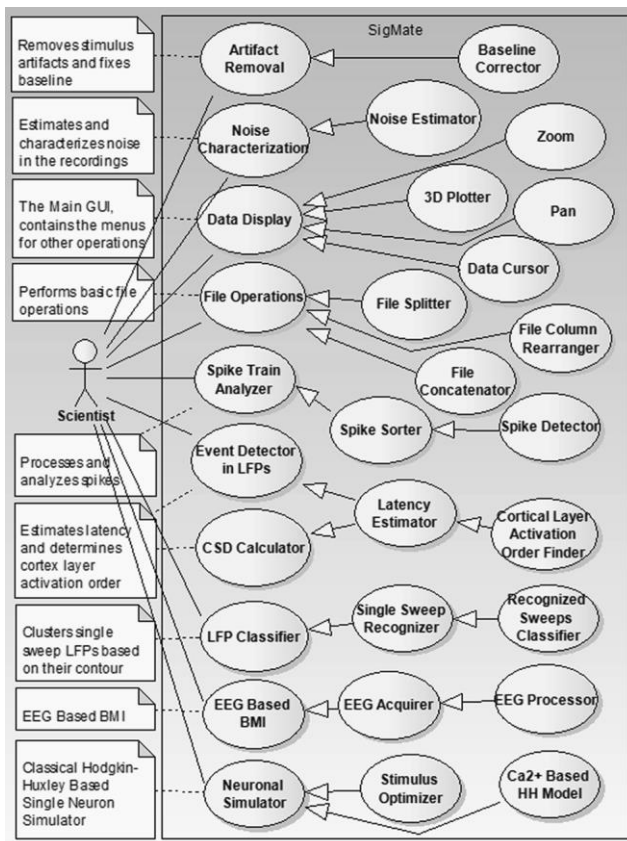 SigMate
Removes stimulus
artifacts and fixes
baseline
Artifact
Removal
Baseline
Corrector
Estimates and
characterizes noise
in the recordings
Noise
Characterization
Noise Estimator
Zoom
The Main GUI,
contains the menus
for other operations
Data Display
3D Plotter
Pan
Data Cursor
Performs basic file
operations
File Operations
File Splitter
File Column
Rearranger
File
Concatenator
Scientist
Spike Train
Analyzer
Spike Sorter
Spike Detector
Processes and
analyzes spikes
Event Detector
in LFPs
Latency
Estimator
Cortical Layer
Activation
Order Finder
Estimates latency
and determines
cortex layer
activation order
CSD Calculator
Clusters single
sweep LFPs based
on their contour
LFP Classifier
Single Sweep
Recognizer
Recognized
Sweeps
Classifier
EEG Based BMI
EEG Based
BMI
EEG Acquirer
EEG Processor
Classical Hodgkin-
Huxley Based
Single Neuron
Simulator
Neuronal
Simulator
Stimulus
Optimizer
Ca2+ Based
HH Model